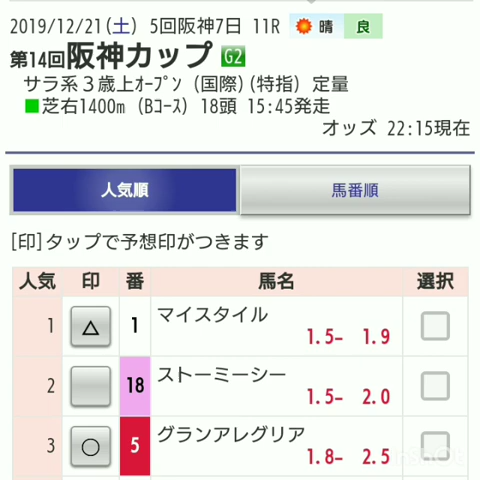 2019/12/21(土) 5回阪神7日 11R 晴 良
第14回阪神カップ G2
サラ系３歳上ｵｰﾌﾟﾝ (国際)(特指) 定量
■芝右1400m (Bｺｰｽ) 18頭 15:45発走
オッズ 22:15現在
人気順 馬番順
[印]タップで予想印がつきます
人気 印 番 馬名 選択
1 △ 1 マイスタイル
1.5- 1.9
2 18 ストーミーシー
1.5- 2.0
3 ○ 5 グランアレグリア
1.8- 2.5